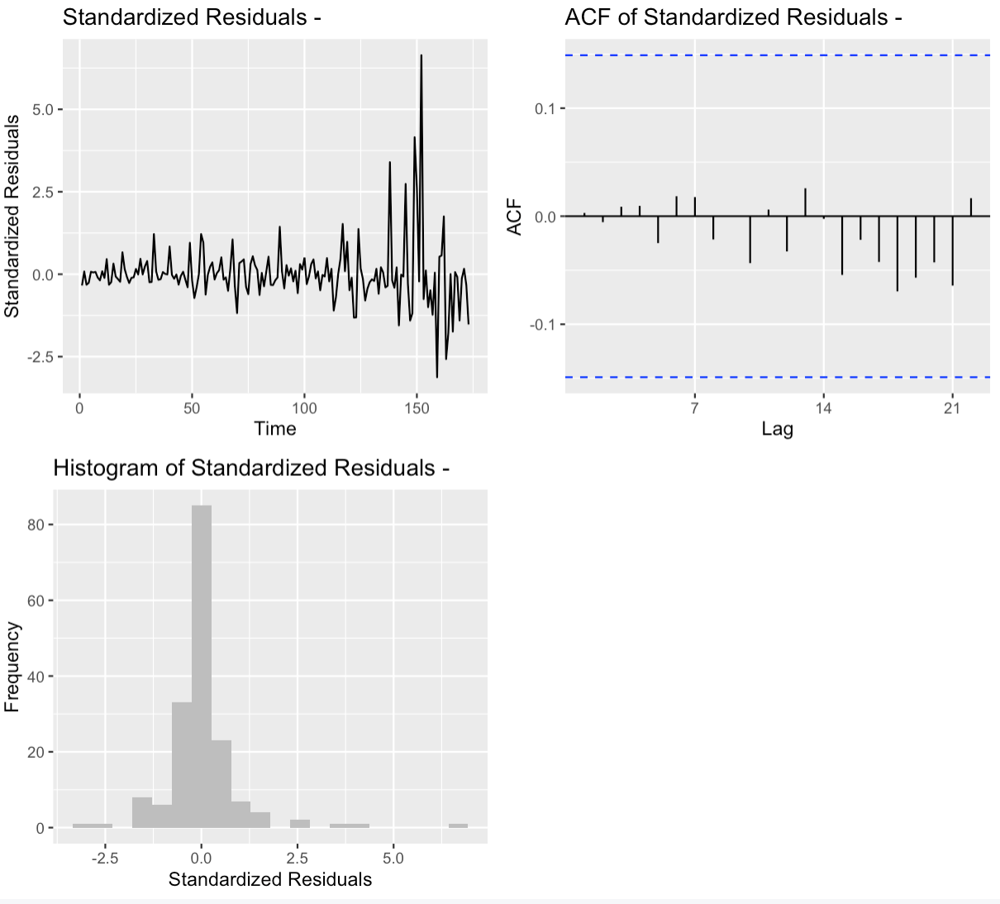 Standardized Residuals -
Standardized Residuals
5.0
2.5
0.0
-2.5
0
50
100
150
Time
ACF of Standardized Residuals -
ACF
0.1
0.0
-0.1
7
14
21
Lag
Histogram of Standardized Residuals -
Frequency
80
60
40
20
0
-2.5
0.0
2.5
5.0
Standardized Residuals